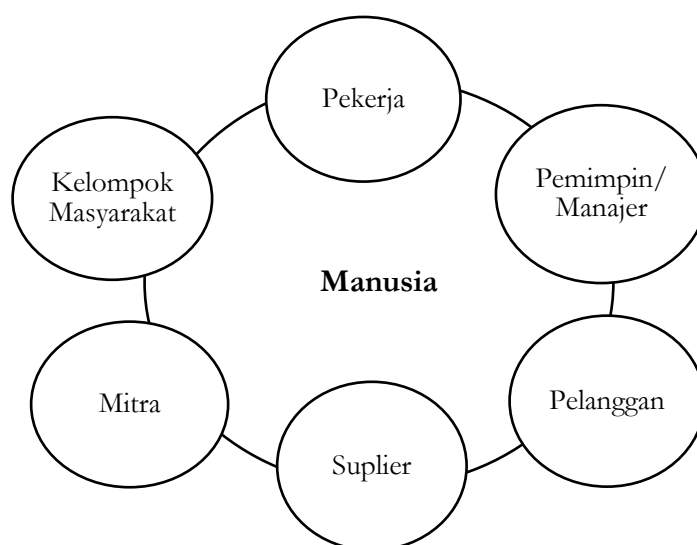 Pekerja
Pemimpin/
Manajer
Kelompok
Masyarakat
Manusia
Pelanggan
Mitra
Suplier